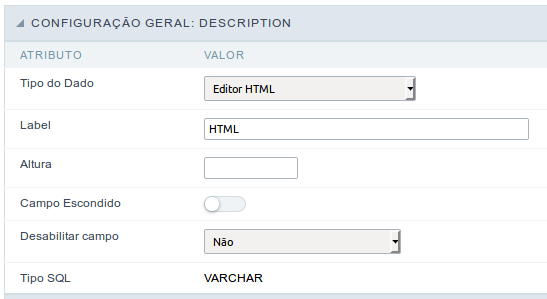 CONFIGURAÇÃO GERAL: DESCRIPTION
ATRIBUTO VALOR
Tipo do Dado Editor HTML
Label HTML
Altura
Campo Escondido
Desabilitar campo Não
Tipo SQL VARCHAR